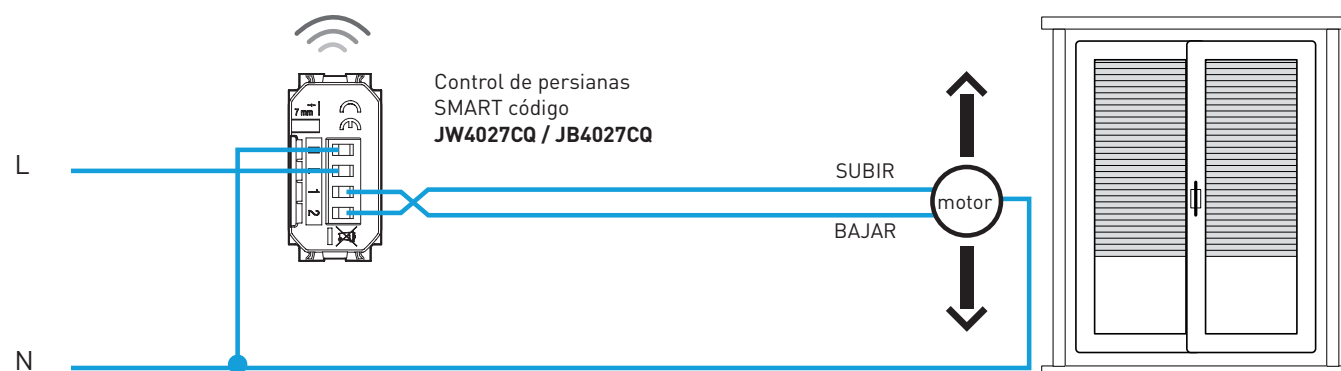 Control de persianas
SMART código
JW4027CQ / JB4027CQ
7 mm
L
1
2
SUBIR
motor
BAJAR
N